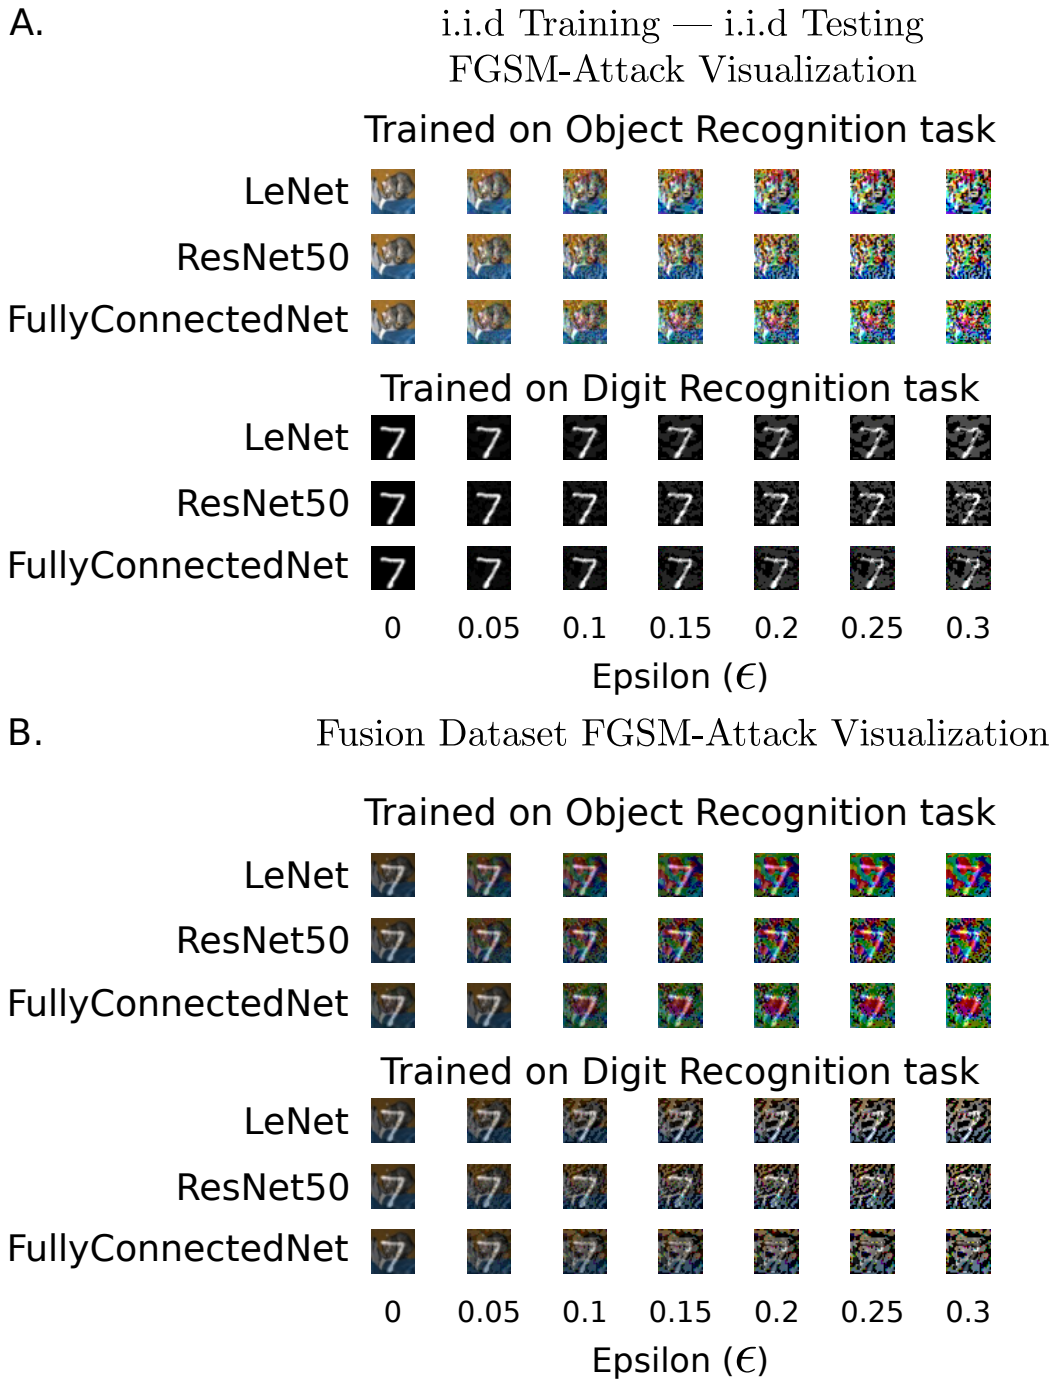 A.
i.i.d Training — i.i.d Testing
FGSM-Attack Visualization
Trained on Object Recognition task
LeNet
ResNet50
FullyConnectedNet
Trained on Digit Recognition task
LeNet
ResNet50
FullyConnectedNet
0 0.05 0.1 0.15 0.2 0.25 0.3
Epsilon (ϵ)
B.
Fusion Dataset FGSM-Attack Visualization
Trained on Object Recognition task
LeNet
ResNet50
FullyConnectedNet
Trained on Digit Recognition task
LeNet
ResNet50
FullyConnectedNet
0 0.05 0.1 0.15 0.2 0.25 0.3
Epsilon (ϵ)